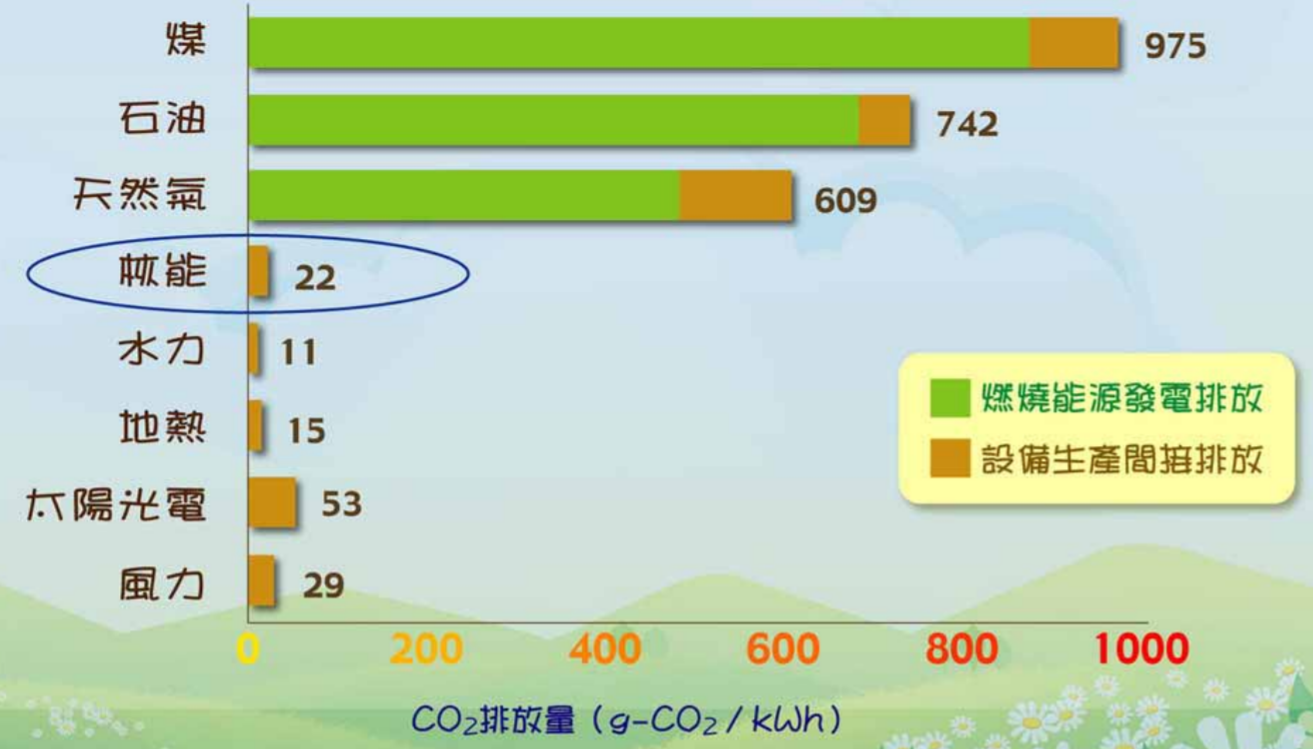 煤 975
石油 742
天然氣 609
核能 22
水力 11
地熱 15
太陽光電 53
風力 29
燃燒能源發電排放
設備生產間接排放
0 200 400 600 800 1000
CO₂排放量（g-CO₂/kWh）